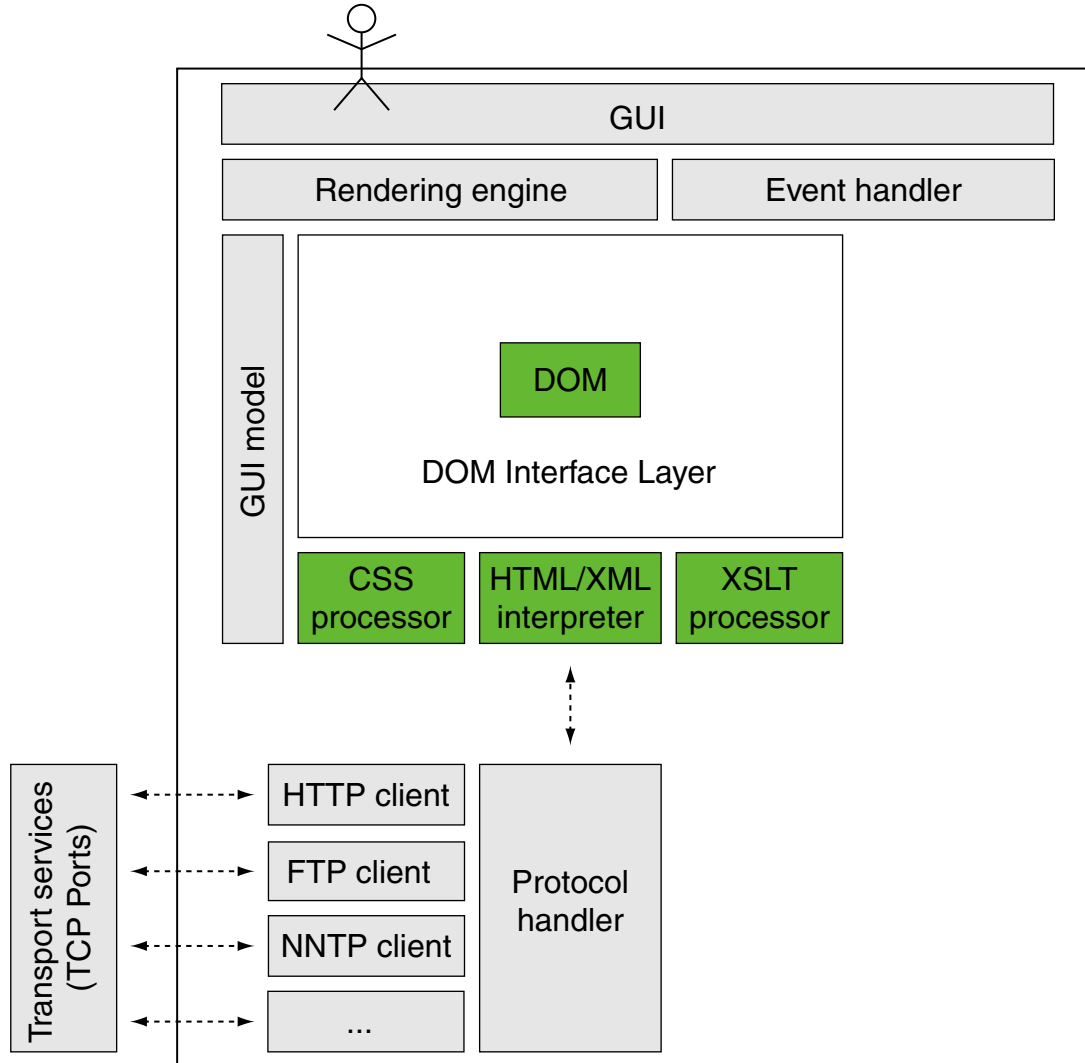 GUI
Rendering engine
Event handler
GUI model
DOM
DOM Interface Layer
CSS
processor
HTML/XML
interpreter
XSLT
processor
Transport services
(TCP Ports)
HTTP client
FTP client
NNTP client
...
Protocol
handler